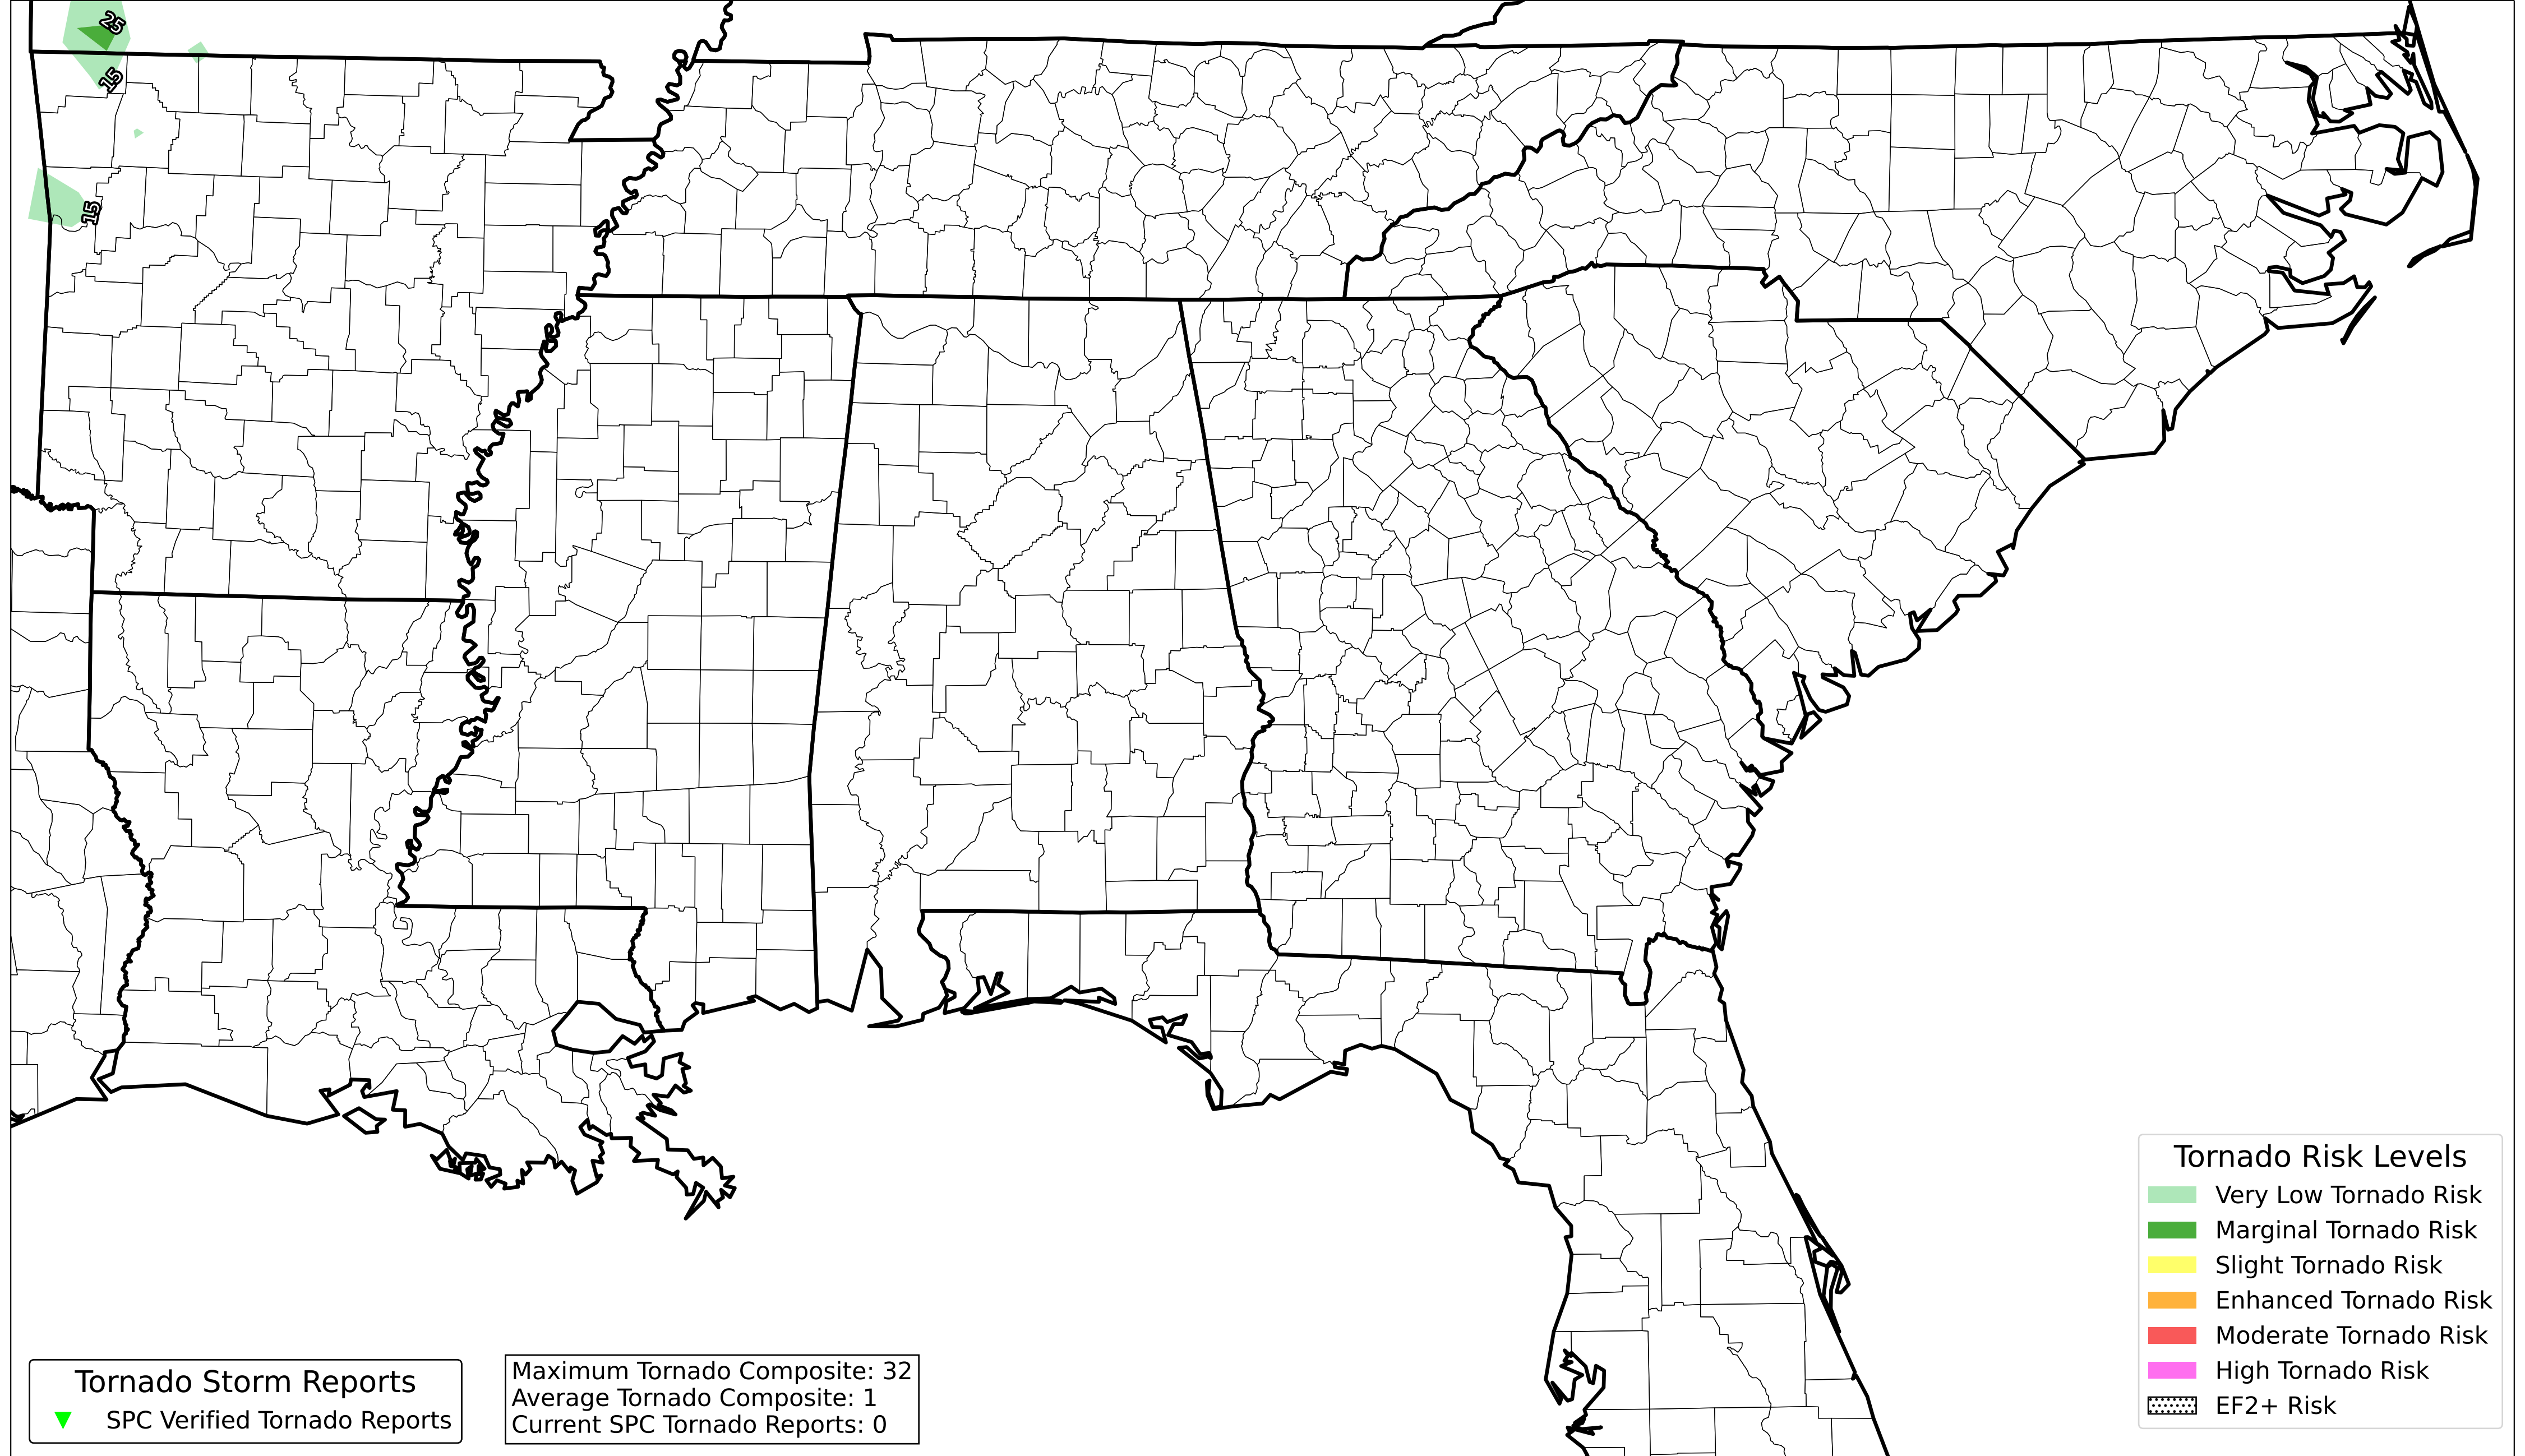 25
15
15
Tornado Risk Levels
Very Low Tornado Risk
Marginal Tornado Risk
Slight Tornado Risk
Enhanced Tornado Risk
Moderate Tornado Risk
High Tornado Risk
EF2+ Risk
Tornado Storm Reports
SPC Verified Tornado Reports
Maximum Tornado Composite: 32
Average Tornado Composite: 1
Current SPC Tornado Reports: 0